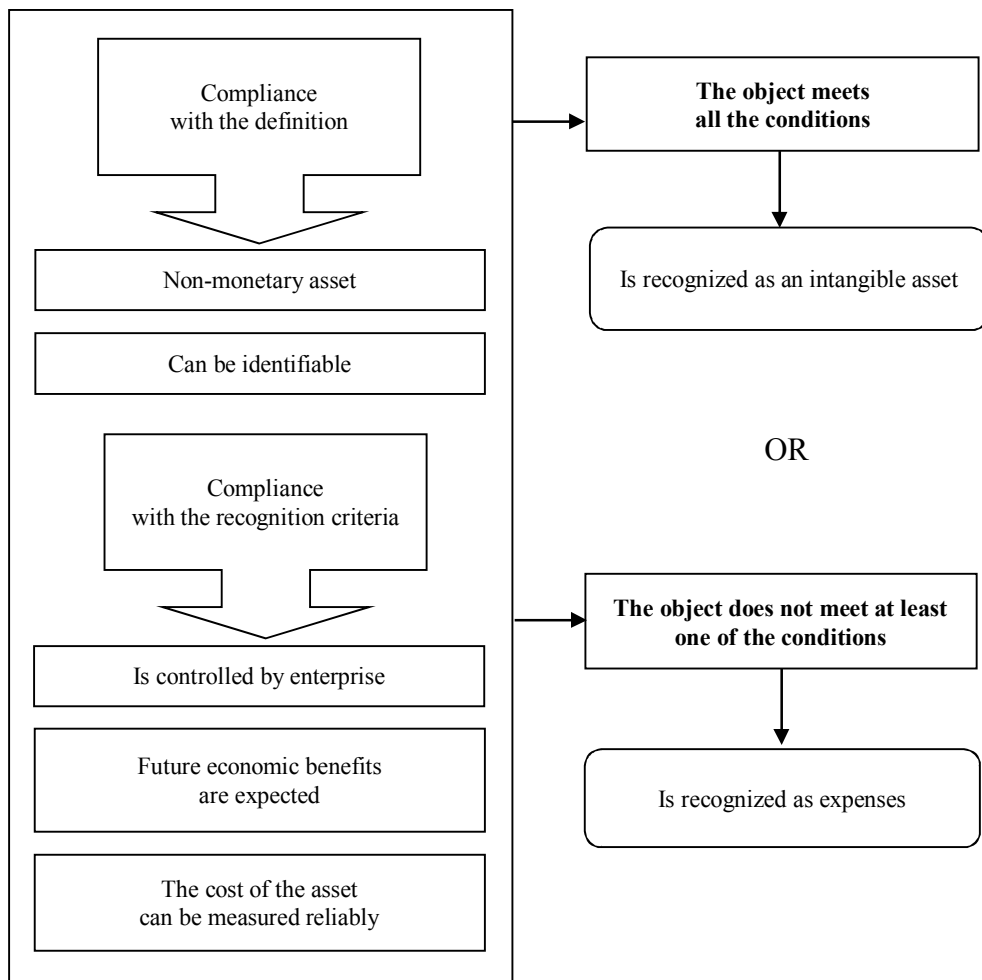 Compliance
with the definition
Non-monetary asset
Can be identifiable
Compliance
with the recognition criteria
Is controlled by enterprise
Future economic benefits
are expected
The cost of the asset
can be measured reliably
The object meets
all the conditions
Is recognized as an intangible asset
OR
The object does not meet at least
one of the conditions
Is recognized as expenses